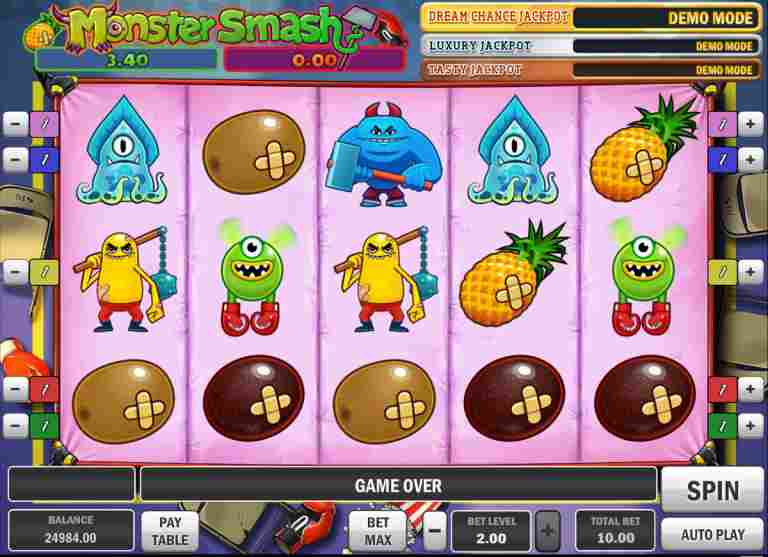 Monster Smash
DREAM CHANCE JACKPOT
DEMO MODE
LUXURY JACKPOT
DEMO MODE
TASTY JACKPOT
DEMO MODE
3.40
0.00
GAME OVER
SPIN
BALANCE
24984.00
PAY
TABLE
BET
MAX
BET LEVEL
2.00
TOTAL BET
10.00
AUTO PLAY